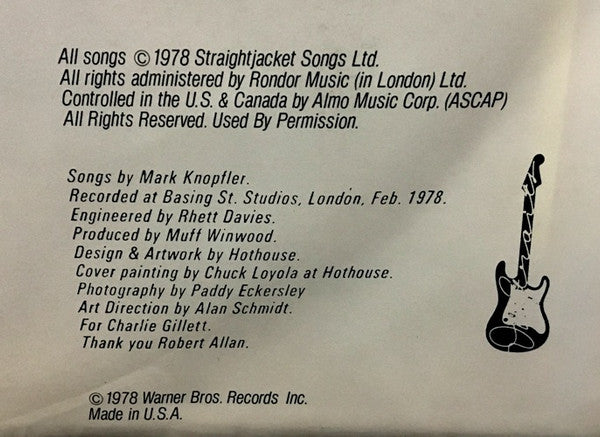 All songs © 1978 Straightjacket Songs Ltd.
All rights administered by Rondor Music (in London) Ltd.
Controlled in the U.S. & Canada by Almo Music Corp. (ASCAP)
All Rights Reserved. Used By Permission.
Songs by Mark Knopfler.
Recorded at Basing St. Studios, London, Feb. 1978.
Engineered by Rhett Davies.
Produced by Muff Winwood.
Design & Artwork by Hothouse.
Cover painting by Chuck Loyola at Hothouse.
Photography by Paddy Eckersley
Art Direction by Alan Schmidt.
For Charlie Gillett.
Thank you Robert Allan.
© 1978 Warner Bros. Records Inc.
Made in U.S.A.